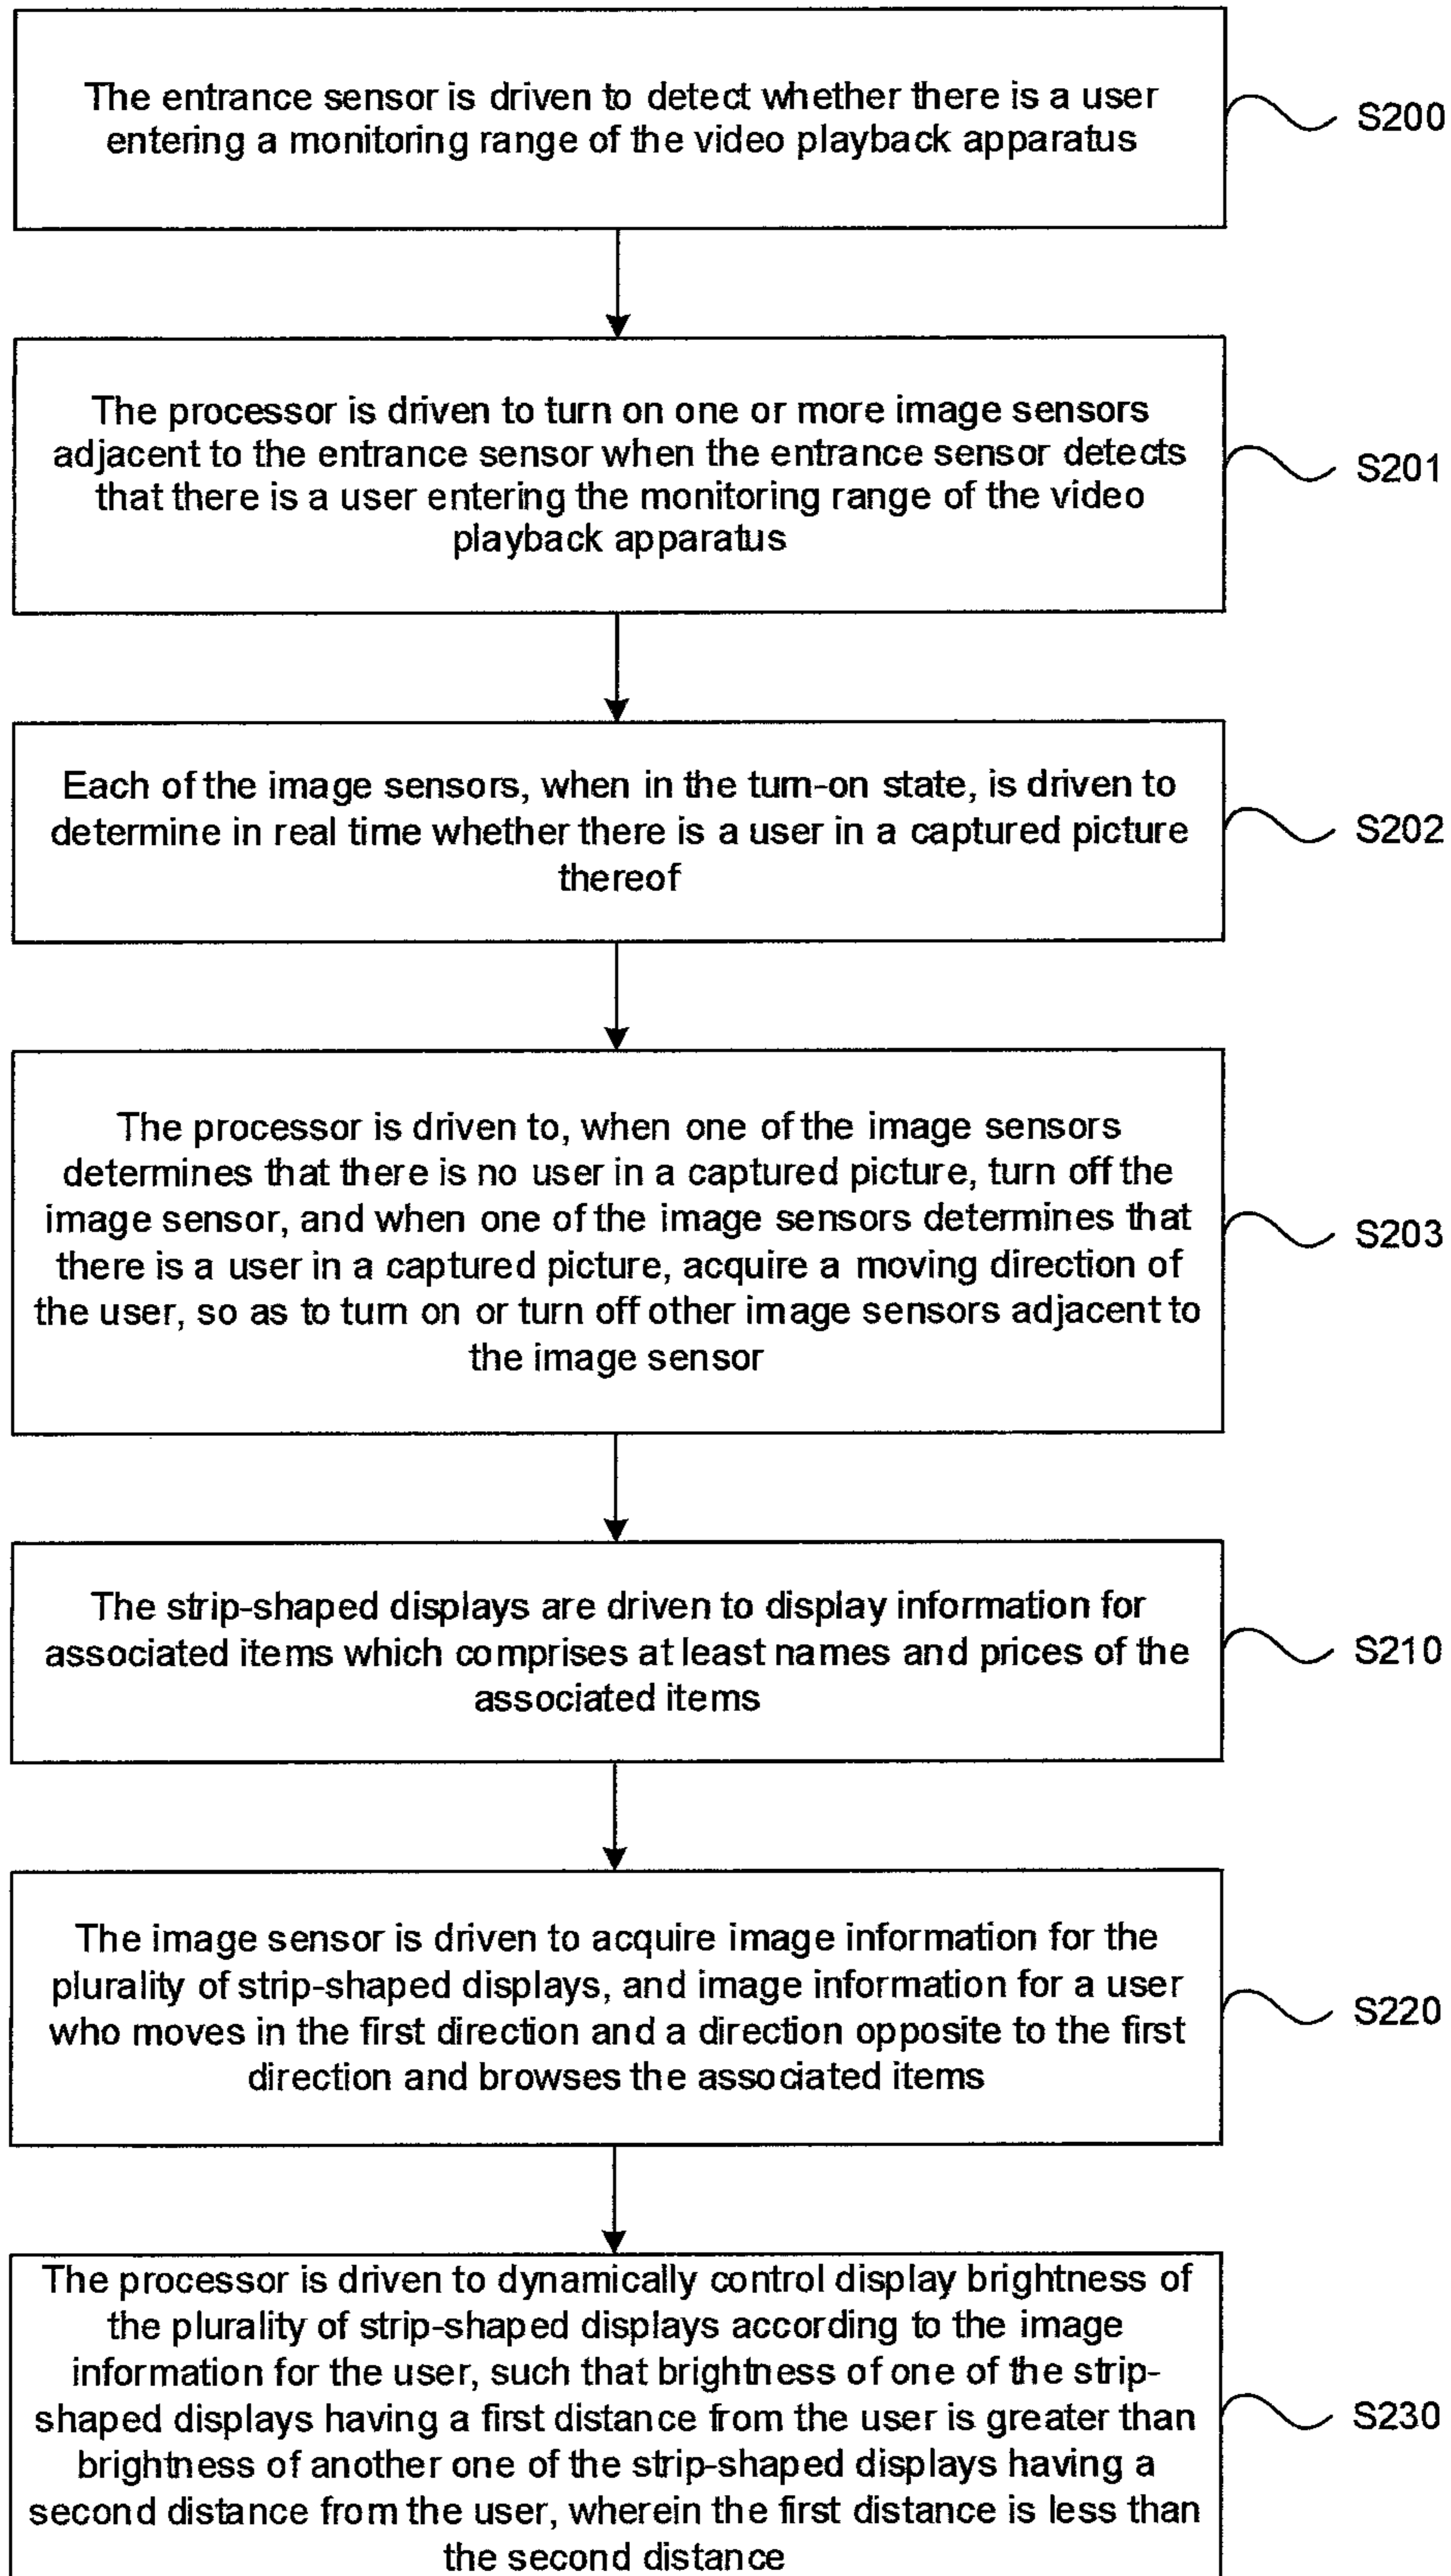 The entrance sensor is driven to detect whether there is a user
entering a monitoring range of the video playback apparatus
S200
The processor is driven to turn on one or more image sensors
adjacent to the entrance sensor when the entrance sensor detects
that there is a user entering the monitoring range of the video
playback apparatus
S201
Each of the image sensors, when in the turn-on state, is driven to
determine in real time whether there is a user in a captured picture
thereof
S202
The processor is driven to, when one of the image sensors
determines that there is no user in a captured picture, turn off the
image sensor, and when one of the image sensors determines that
there is a user in a captured picture, acquire a moving direction of
the user, so as to turn on or turn off other image sensors adjacent to
the image sensor
S203
The strip-shaped displays are driven to display information for
associated items which comprises at least names and prices of the
associated items
S210
The image sensor is driven to acquire image information for the
plurality of strip-shaped displays, and image information for a user
who moves in the first direction and a direction opposite to the first
direction and browses the associated items
S220
The processor is driven to dynamically control display brightness of
the plurality of strip-shaped displays according to the image
information for the user, such that brightness of one of the strip-
shaped displays having a first distance from the user is greater than
brightness of another one of the strip-shaped displays having a
second distance from the user, wherein the first distance is less than
the second distance
S230